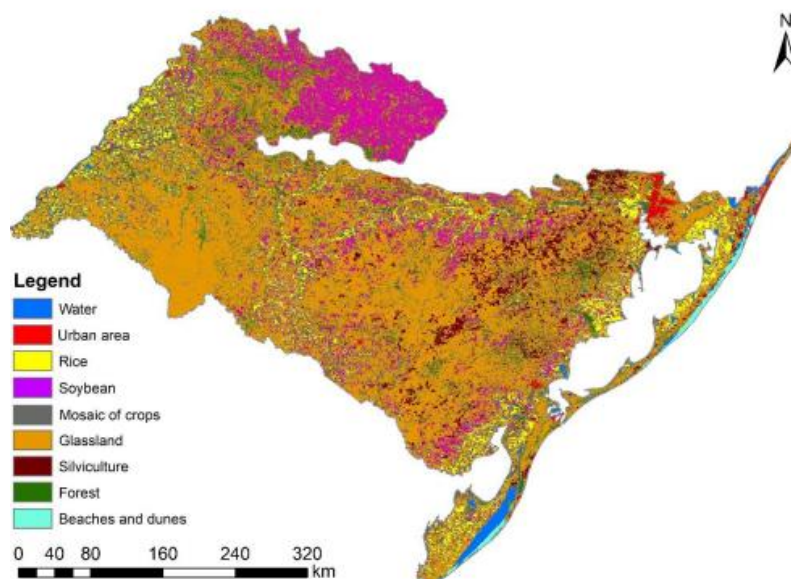 N
Legend
Water
Urban area
Rice
Soybean
Mosaic of crops
Glassland
Silviculture
Forest
Beaches and dunes
0 40 80 160 240 320
km